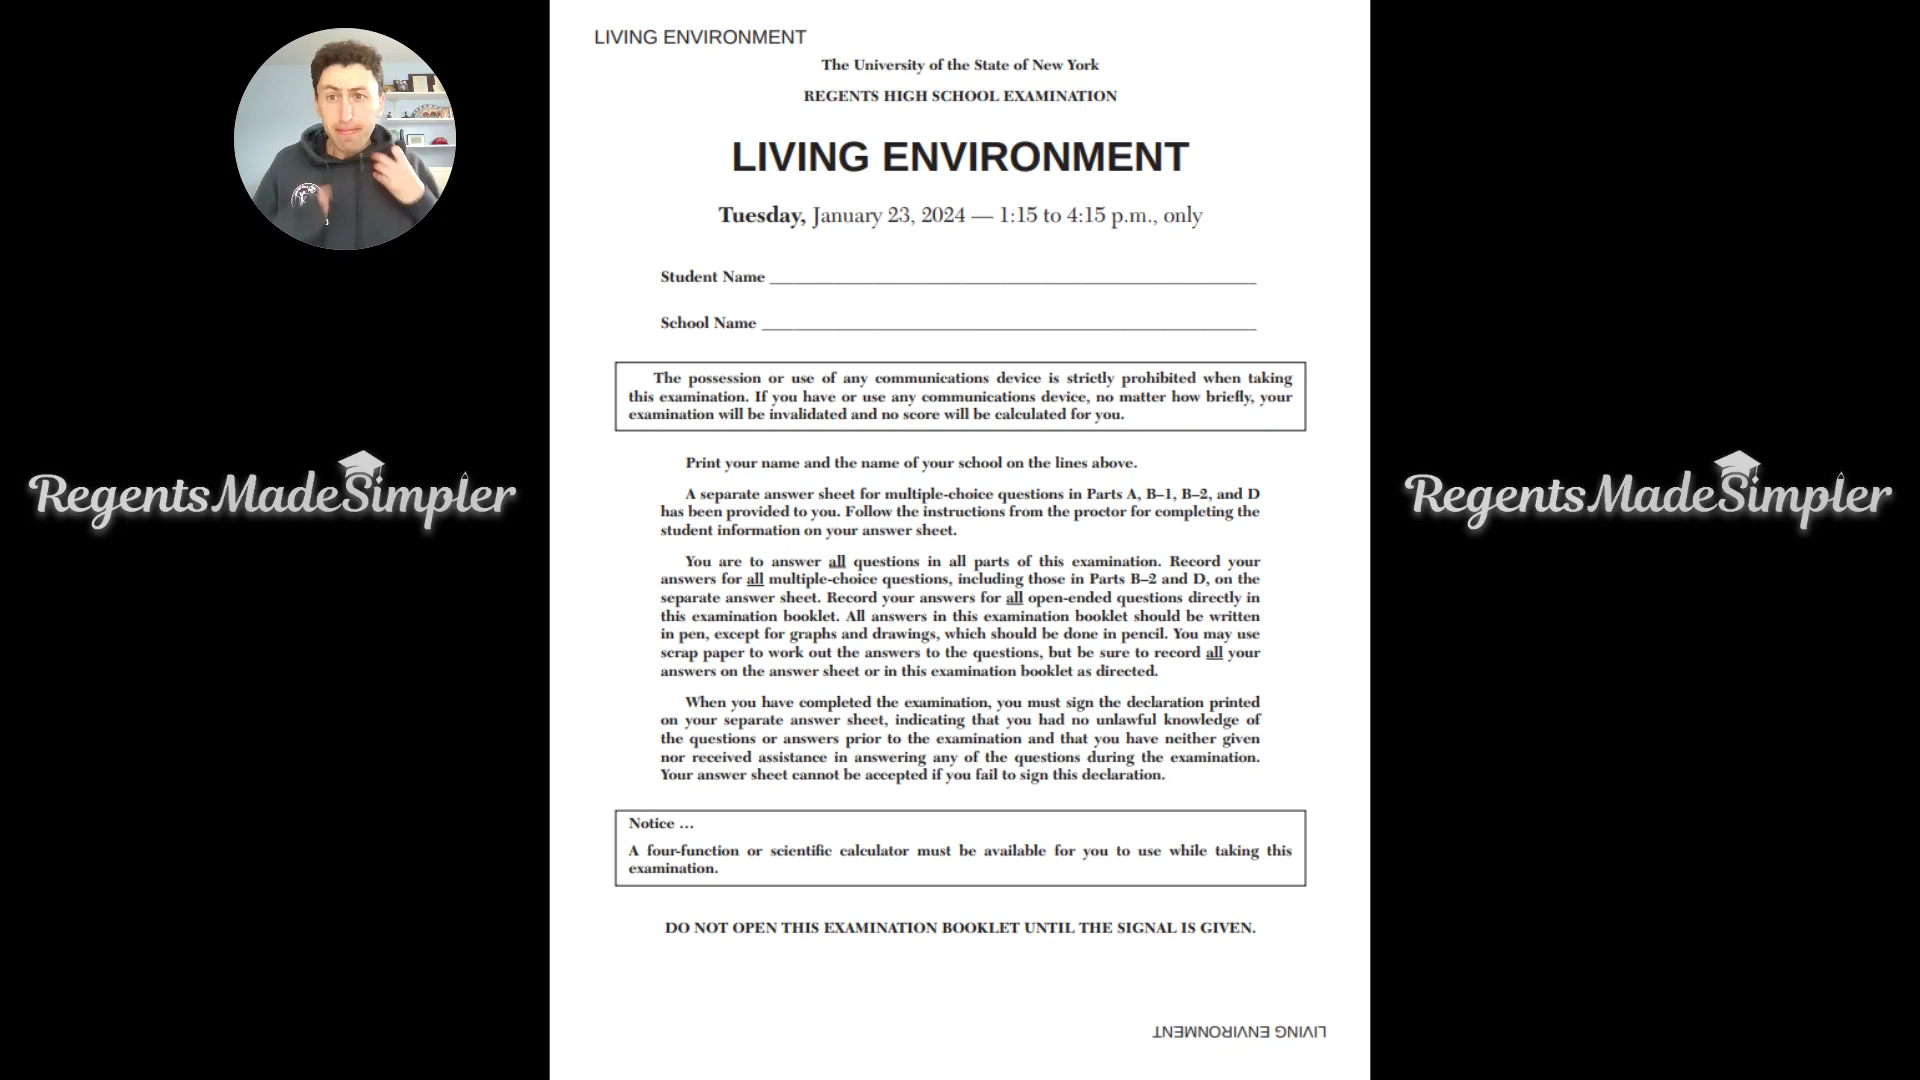 LIVING ENVIRONMENT
The University of the State of New York
REGENTS HIGH SCHOOL EXAMINATION
LIVING ENVIRONMENT
Tuesday, January 23, 2024 — 1:15 to 4:15 p.m., only
Student Name
School Name
The possession or use of any communications device is strictly prohibited when taking
this examination. If you have or use any communications device, no matter how briefly, your
examination will be invalidated and no score will be calculated for you.
Print your name and the name of your school on the lines above.
A separate answer sheet for multiple-choice questions in Parts A, B–1, B–2, and D
has been provided to you. Follow the instructions from the proctor for completing the
student information on your answer sheet.
You are to answer all questions in all parts of this examination. Record your
answers for all multiple-choice questions, including those in Parts B–2 and D, on the
separate answer sheet. Record your answers for all open-ended questions directly in
this examination booklet. All answers in this examination booklet should be written
in pen, except for graphs and drawings, which should be done in pencil. You may use
scrap paper to work out the answers to the questions, but be sure to record all your
answers on the answer sheet or in this examination booklet as directed.
When you have completed the examination, you must sign the declaration printed
on your separate answer sheet, indicating that you had no unlawful knowledge of
the questions or answers prior to the examination and that you have neither given
nor received assistance in answering any of the questions during the examination.
Your answer sheet cannot be accepted if you fail to sign this declaration.
Notice ...
A four-function or scientific calculator must be available for you to use while taking this
examination.
DO NOT OPEN THIS EXAMINATION BOOKLET UNTIL THE SIGNAL IS GIVEN.
LIVING ENVIRONMENT
Regents Made Simpler
Regents Made Simpler